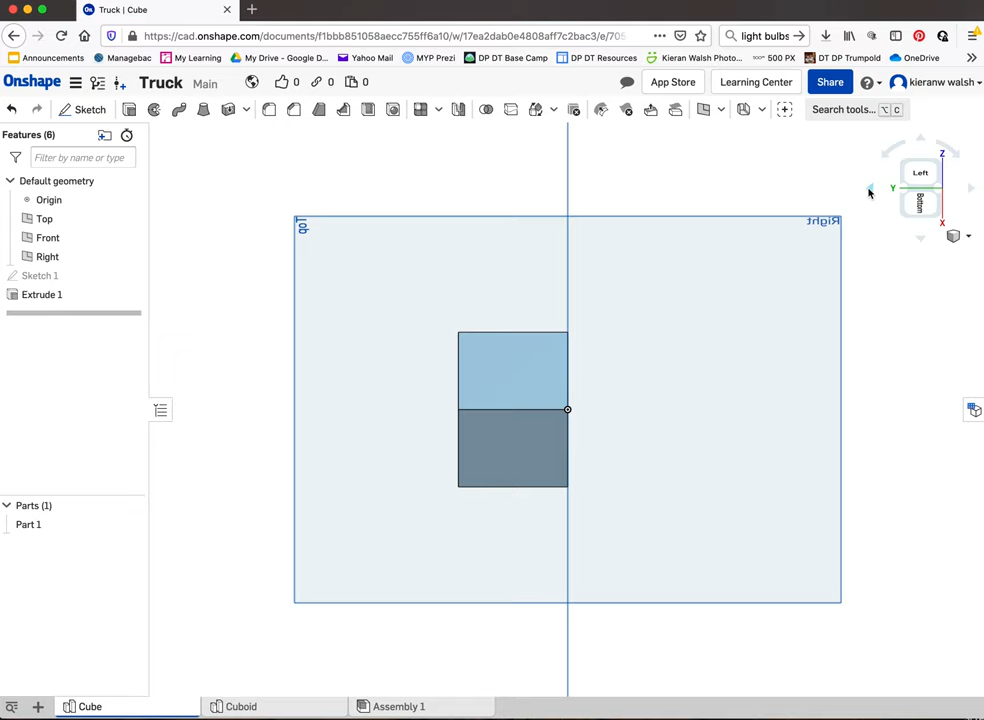 Truck | Cube
https://cad.onshape.com/documents/f1bbb851058aecc755ff6a10/w/17ea2dab0e4808aff7c2bac3/e/705
light bulbs
Announcements
Managebac
My Learning
My Drive - Google D...
Yahoo Mail
MYP Prezi
DP DT Base Camp
DP DT Resources
Kieran Walsh Photo...
500 PX
DT DP Trumpold
OneDrive
Onshape
Truck
Main
0
0
0
App Store
Learning Center
Share
kieranw walsh
Sketch
Search tools...
⌥ C
Features (6)
Filter by name or type
Default geometry
Origin
Top
Front
Right
Sketch 1
Extrude 1
Parts (1)
Part 1
Top
Right
Z
Left
Y
Bottom
X
Cube
Cuboid
Assembly 1